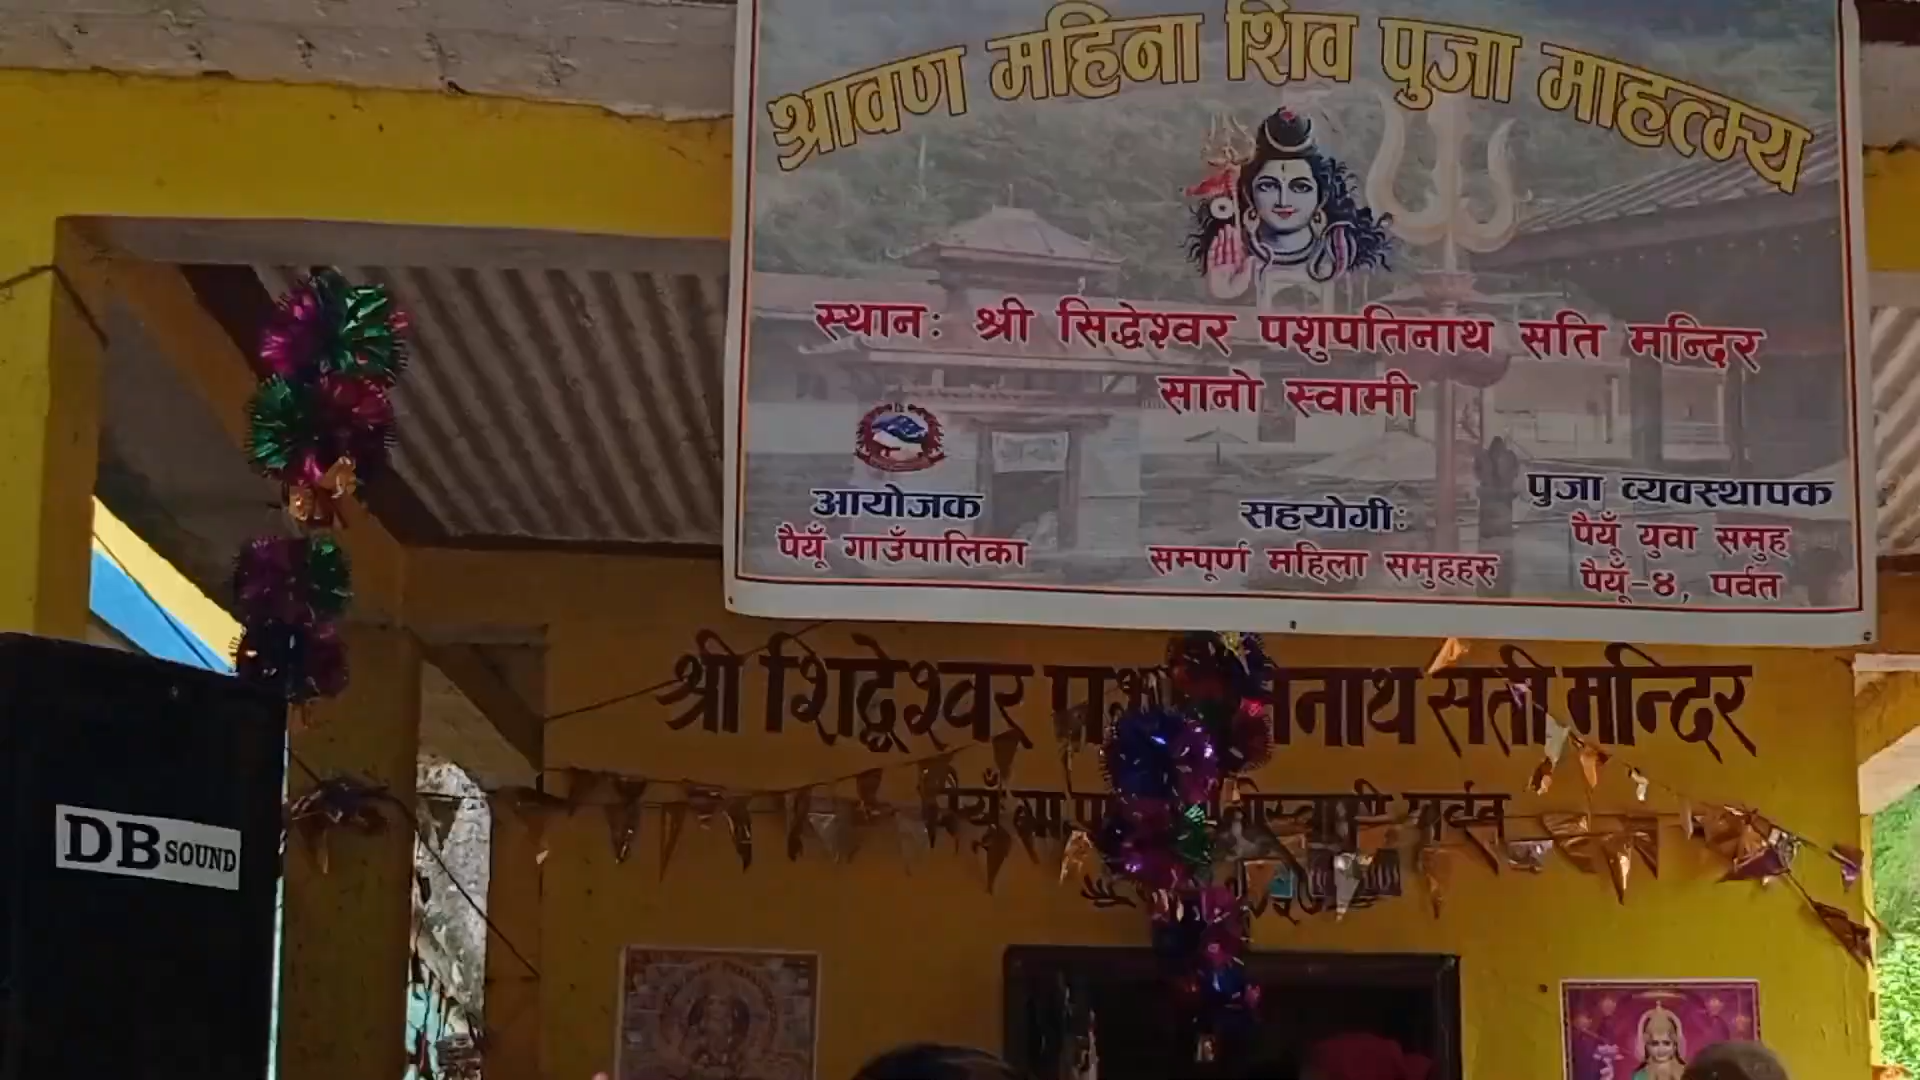 श्रावण महिना शिव पुजा माहत्म्य
स्थान: श्री सिद्धेश्वर पशुपतिनाथ सति मन्दिर
सानो स्वामी
आयोजक
पैयूँ गाउँपालिका
सहयोगी:
सम्पूर्ण महिला समुहहरु
पुजा व्यवस्थापक
पैयूँ युवा समुह
पैयूँ-४, पर्वत
श्री शिद्धेश्वर सती मन्दिर
DB SOUND